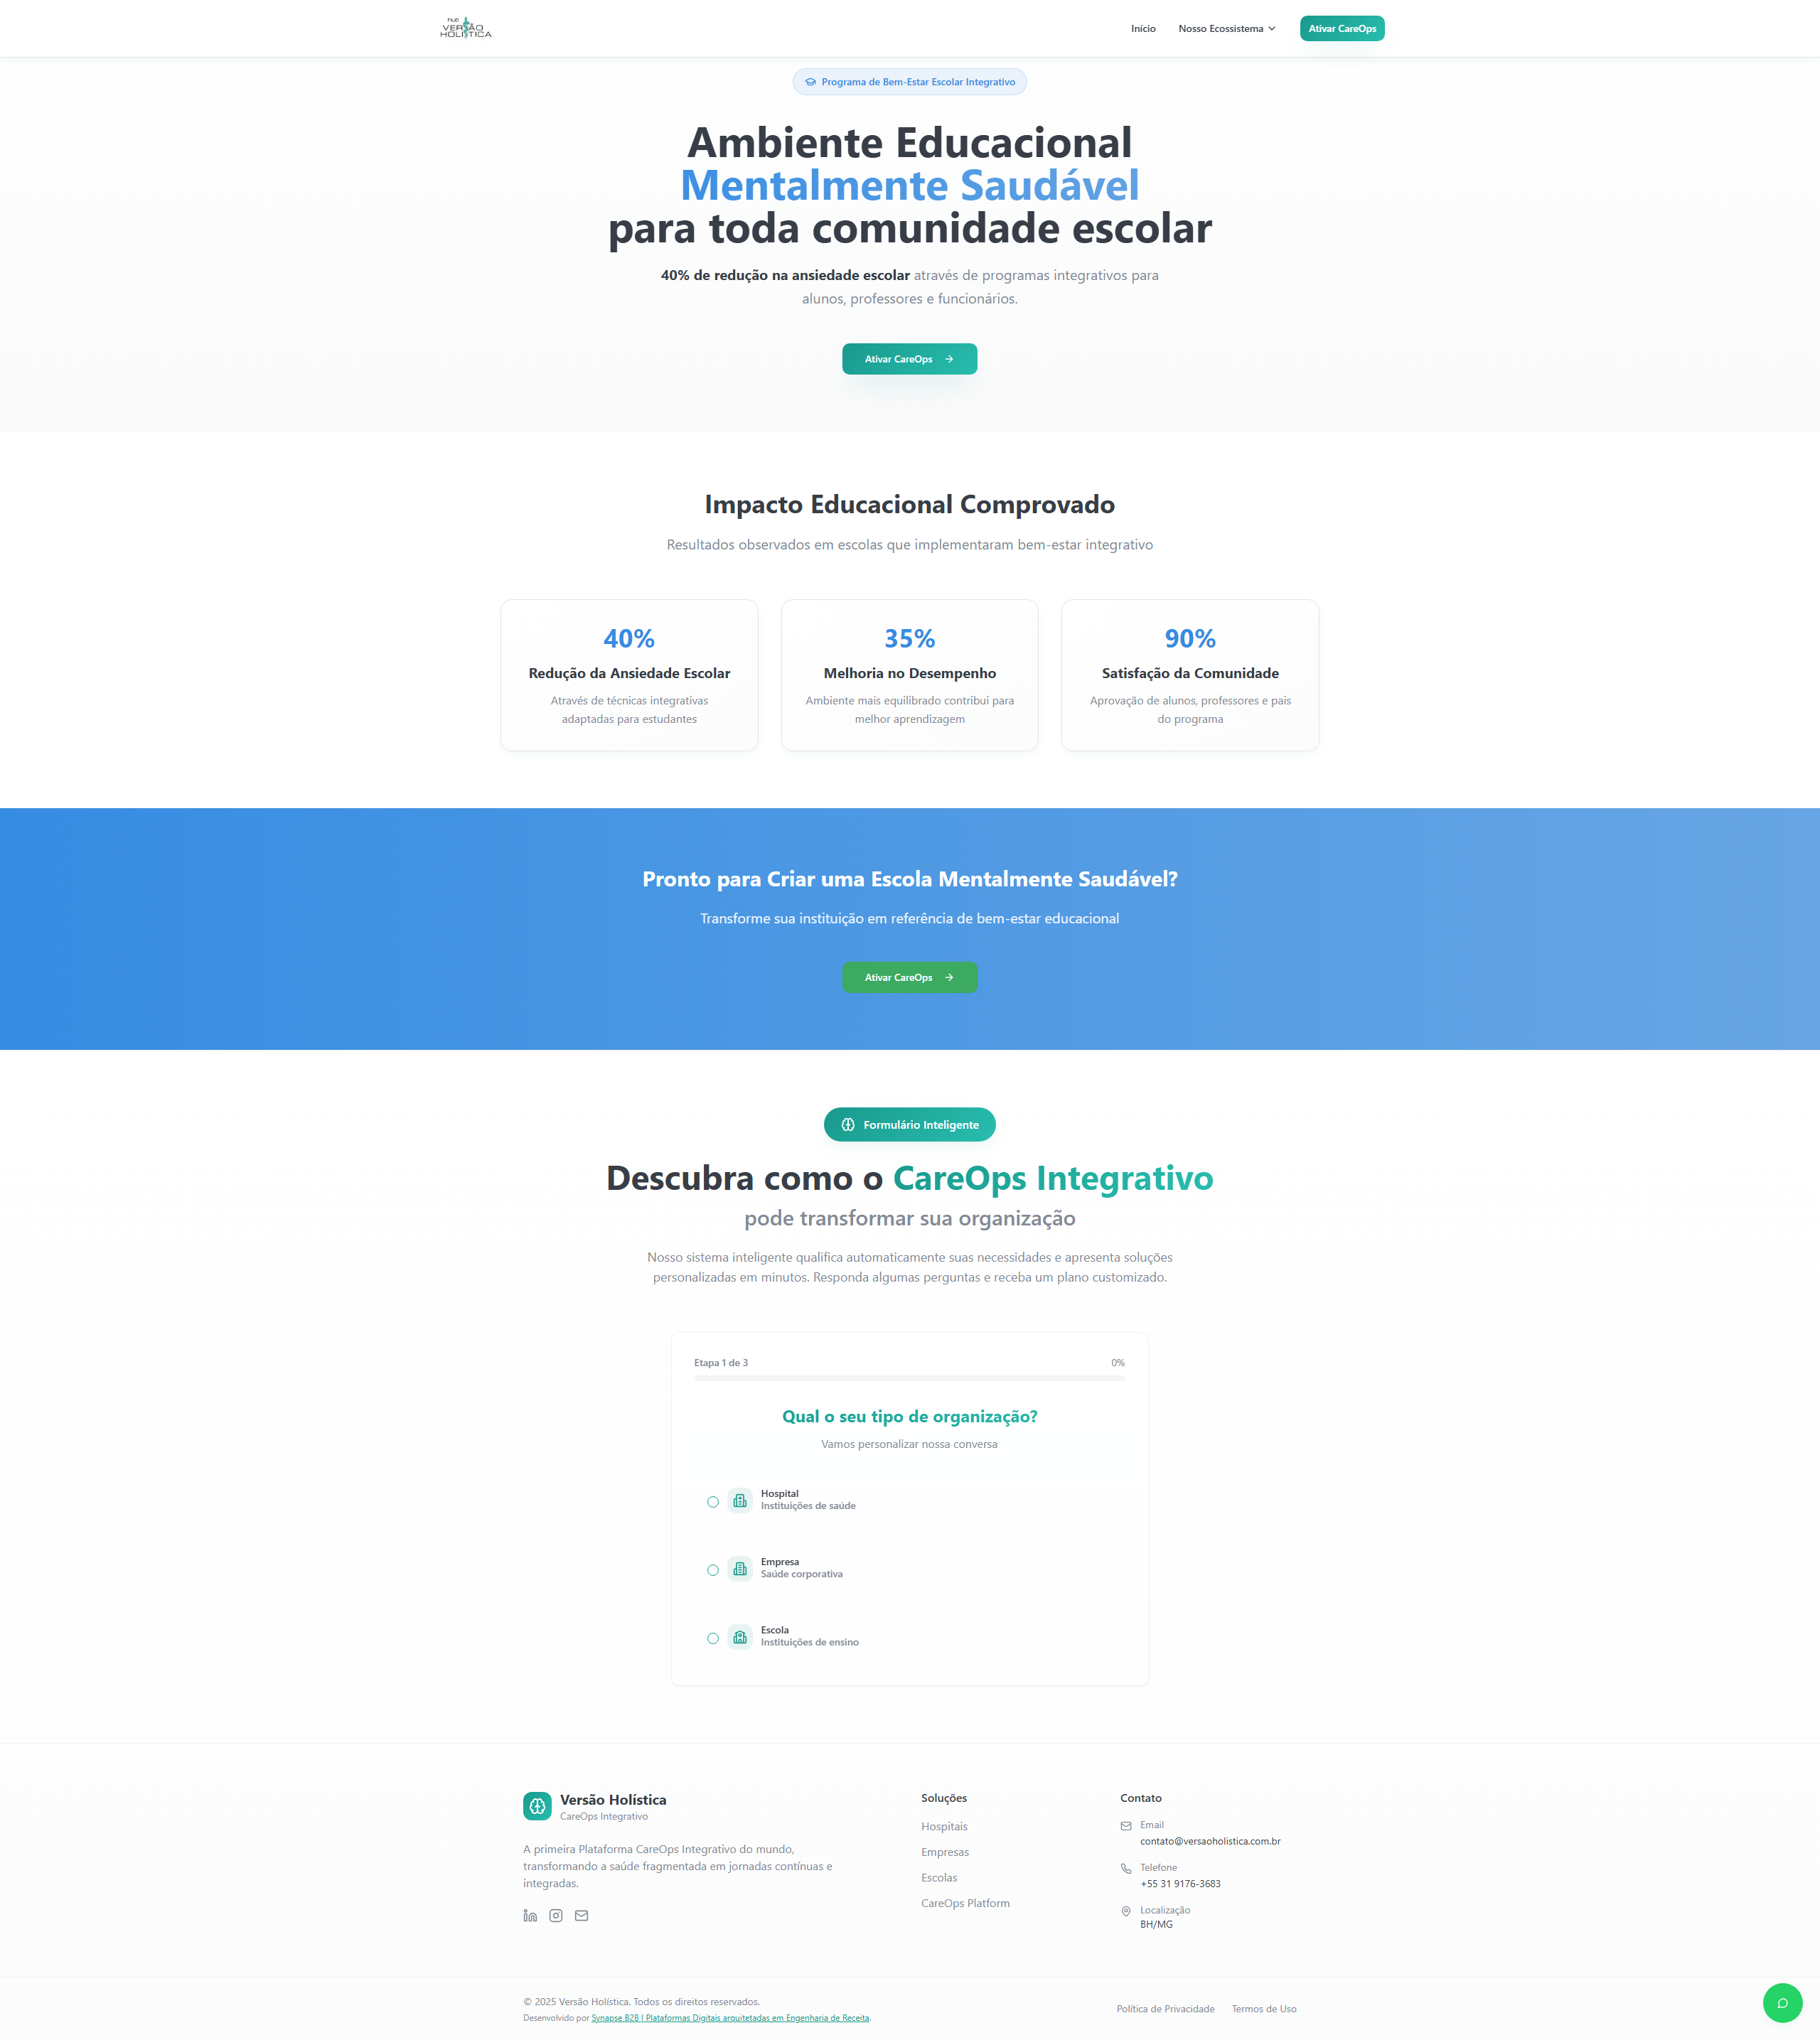 hub
VERSÃO
HOLÍSTICA
Início
Nosso Ecossistema
Ativar CareOps
Programa de Bem-Estar Escolar Integrativo
Ambiente Educacional
Mentalmente Saudável
para toda comunidade escolar
40% de redução na ansiedade escolar através de programas integrativos para
alunos, professores e funcionários.
Ativar CareOps
Impacto Educacional Comprovado
Resultados observados em escolas que implementaram bem-estar integrativo
40%
Redução da Ansiedade Escolar
Através de técnicas integrativas
adaptadas para estudantes
35%
Melhoria no Desempenho
Ambiente mais equilibrado contribui para
melhor aprendizagem
90%
Satisfação da Comunidade
Aprovação de alunos, professores e pais
do programa
Pronto para Criar uma Escola Mentalmente Saudável?
Transforme sua instituição em referência de bem-estar educacional
Ativar CareOps
Formulário Inteligente
Descubra como o CareOps Integrativo
pode transformar sua organização
Nosso sistema inteligente qualifica automaticamente suas necessidades e apresenta soluções
personalizadas em minutos. Responda algumas perguntas e receba um plano customizado.
Etapa 1 de 3
0%
Qual o seu tipo de organização?
Vamos personalizar nossa conversa
Hospital
Instituições de saúde
Empresa
Saúde corporativa
Escola
Instituições de ensino
Versão Holística
CareOps Integrativo
A primeira Plataforma CareOps Integrativo do mundo,
transformando a saúde fragmentada em jornadas contínuas e
integradas.
Soluções
Hospitais
Empresas
Escolas
CareOps Platform
Contato
Email
contato@versaoholistica.com.br
Telefone
+55 31 9176-3683
Localização
BH/MG
© 2025 Versão Holística. Todos os direitos reservados.
Desenvolvido por Synapse B2B | Plataformas Digitais arquitetadas em Engenharia de Receita.
Política de Privacidade
Termos de Uso